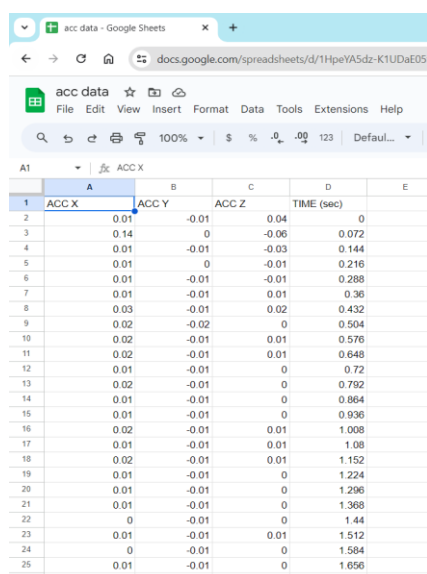 acc data - Google Sheets
docs.google.com/spreadsheets/d/1HpeYA5dz-K1UDaE05
acc data
File Edit View Insert Format Data Tools Extensions Help
100% $ % .0 .00 123 Defaul...
A1 fx ACC X
A B C D E
1 ACC X ACC Y ACC Z TIME (sec)
2 0.01 -0.01 0.04 0
3 0.14 0 -0.06 0.072
4 0.01 -0.01 -0.03 0.144
5 0.01 0 -0.01 0.216
6 0.01 -0.01 -0.01 0.288
7 0.01 -0.01 0.01 0.36
8 0.03 -0.01 0.02 0.432
9 0.02 -0.02 0 0.504
10 0.02 -0.01 0.01 0.576
11 0.02 -0.01 0.01 0.648
12 0.01 -0.01 0 0.72
13 0.02 -0.01 0 0.792
14 0.01 -0.01 0 0.864
15 0.01 -0.01 0 0.936
16 0.02 -0.01 0.01 1.008
17 0.01 -0.01 0.01 1.08
18 0.02 -0.01 0.01 1.152
19 0.01 -0.01 0 1.224
20 0.01 -0.01 0 1.296
21 0.01 -0.01 0 1.368
22 0 -0.01 0 1.44
23 0.01 -0.01 0.01 1.512
24 0 -0.01 0 1.584
25 0.01 -0.01 0 1.656